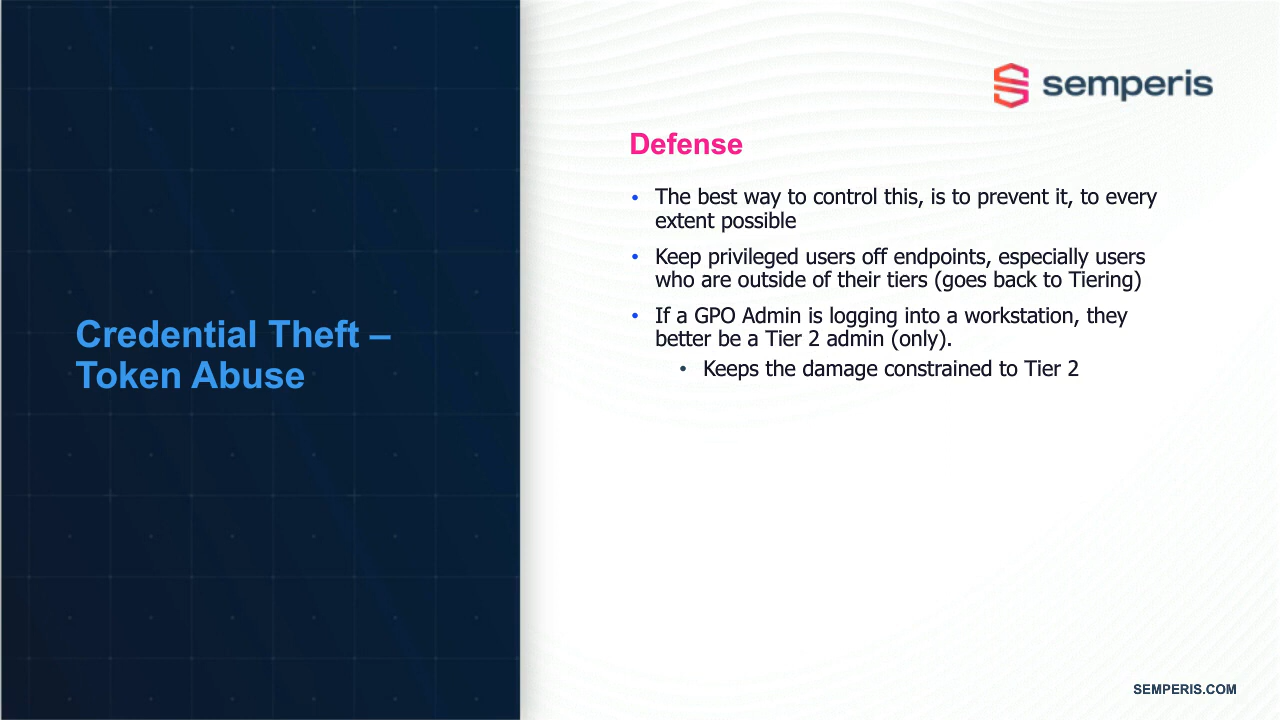 semperis
Defense
• The best way to control this, is to prevent it, to every
extent possible
• Keep privileged users off endpoints, especially users
who are outside of their tiers (goes back to Tiering)
• If a GPO Admin is logging into a workstation, they
better be a Tier 2 admin (only).
• Keeps the damage constrained to Tier 2
Credential Theft –
Token Abuse
SEMPERIS.COM